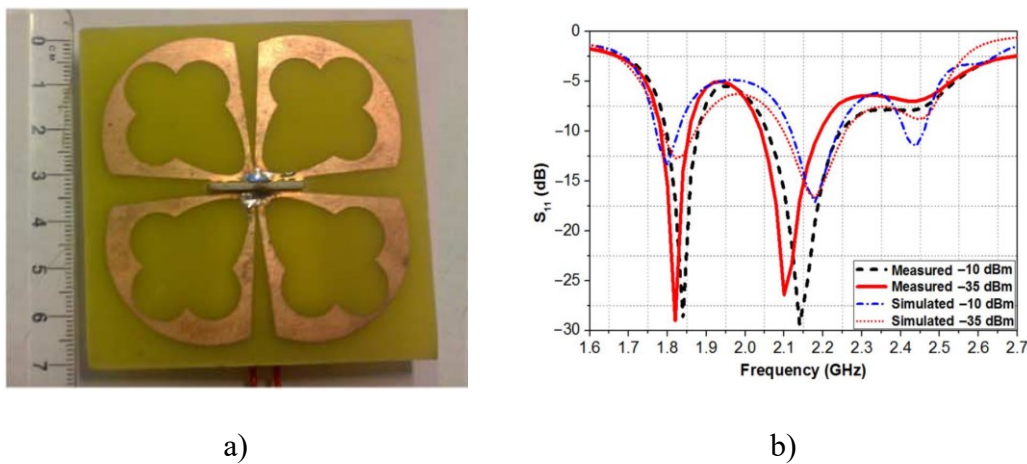 0
CM
1
2
3
4
5
6
7
0
−5
−10
−15
−20
−25
−30
S11 (dB)
Measured −10 dBm
Measured −35 dBm
Simulated −10 dBm
Simulated −35 dBm
1.6 1.7 1.8 1.9 2.0 2.1 2.2 2.3 2.4 2.5 2.6 2.7
Frequency (GHz)
a) b)